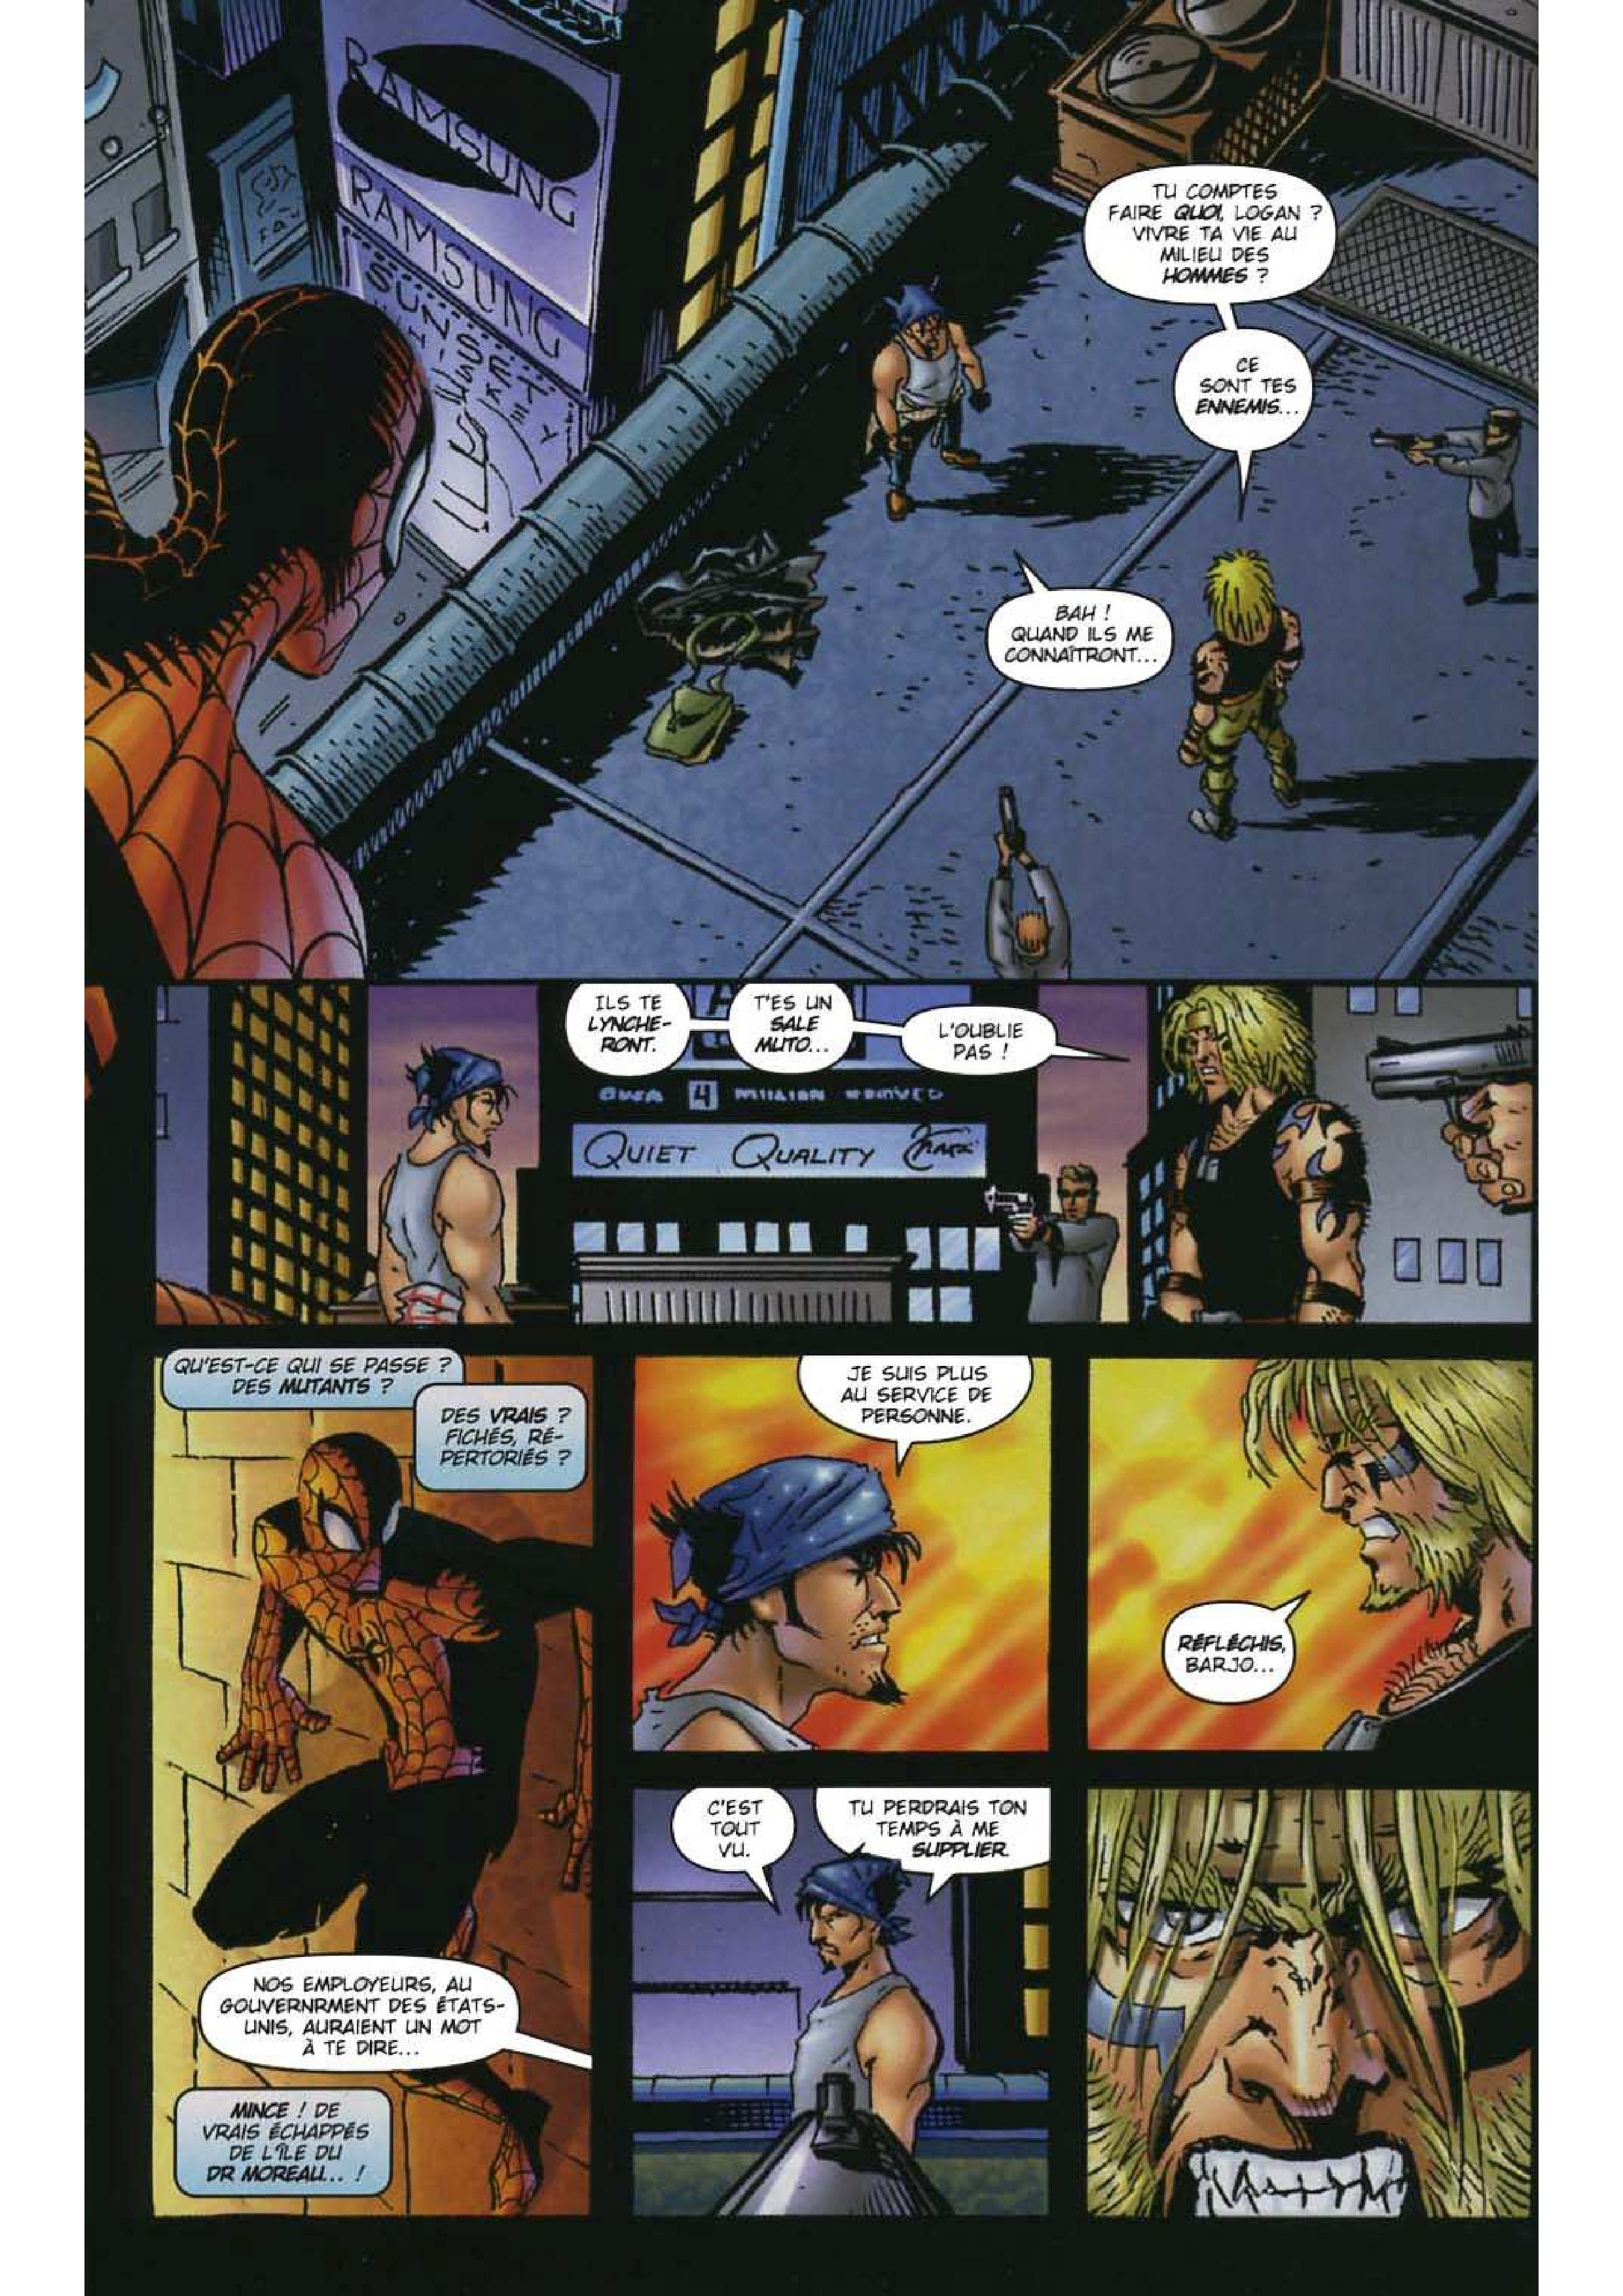 RAMSUNG
RAMSUNG
SUNSET
WHISKEY
TU COMPTES
FAIRE QUOI, LOGAN ?
VIVRE TA VIE AU
MILIEU DES
HOMMES ?
CE
SONT TES
ENNEMIS...
BAH !
QUAND ILS ME
CONNAÎTRONT...
ILS TE
LYNCHE-
RONT.
T'ES UN
SALE
MUTO...
L'OUBLIE
PAS !
4
QUIET QUALITY
QU'EST-CE QUI SE PASSE ?
DES MUTANTS ?
DES VRAIS ?
FICHÉS, RÉ-
PERTORIÉS ?
NOS EMPLOYEURS, AU
GOUVERNRMENT DES ÉTATS-
UNIS, AURAIENT UN MOT
À TE DIRE...
MINCE ! DE
VRAIS ÉCHAPPÉS
DE L'ÎLE DU
DR MOREAU... !
JE SUIS PLUS
AU SERVICE DE
PERSONNE.
RÉFLÉCHIS,
BARJO...
C'EST
TOUT
VU.
TU PERDRAIS TON
TEMPS À ME
SUPPLIER.